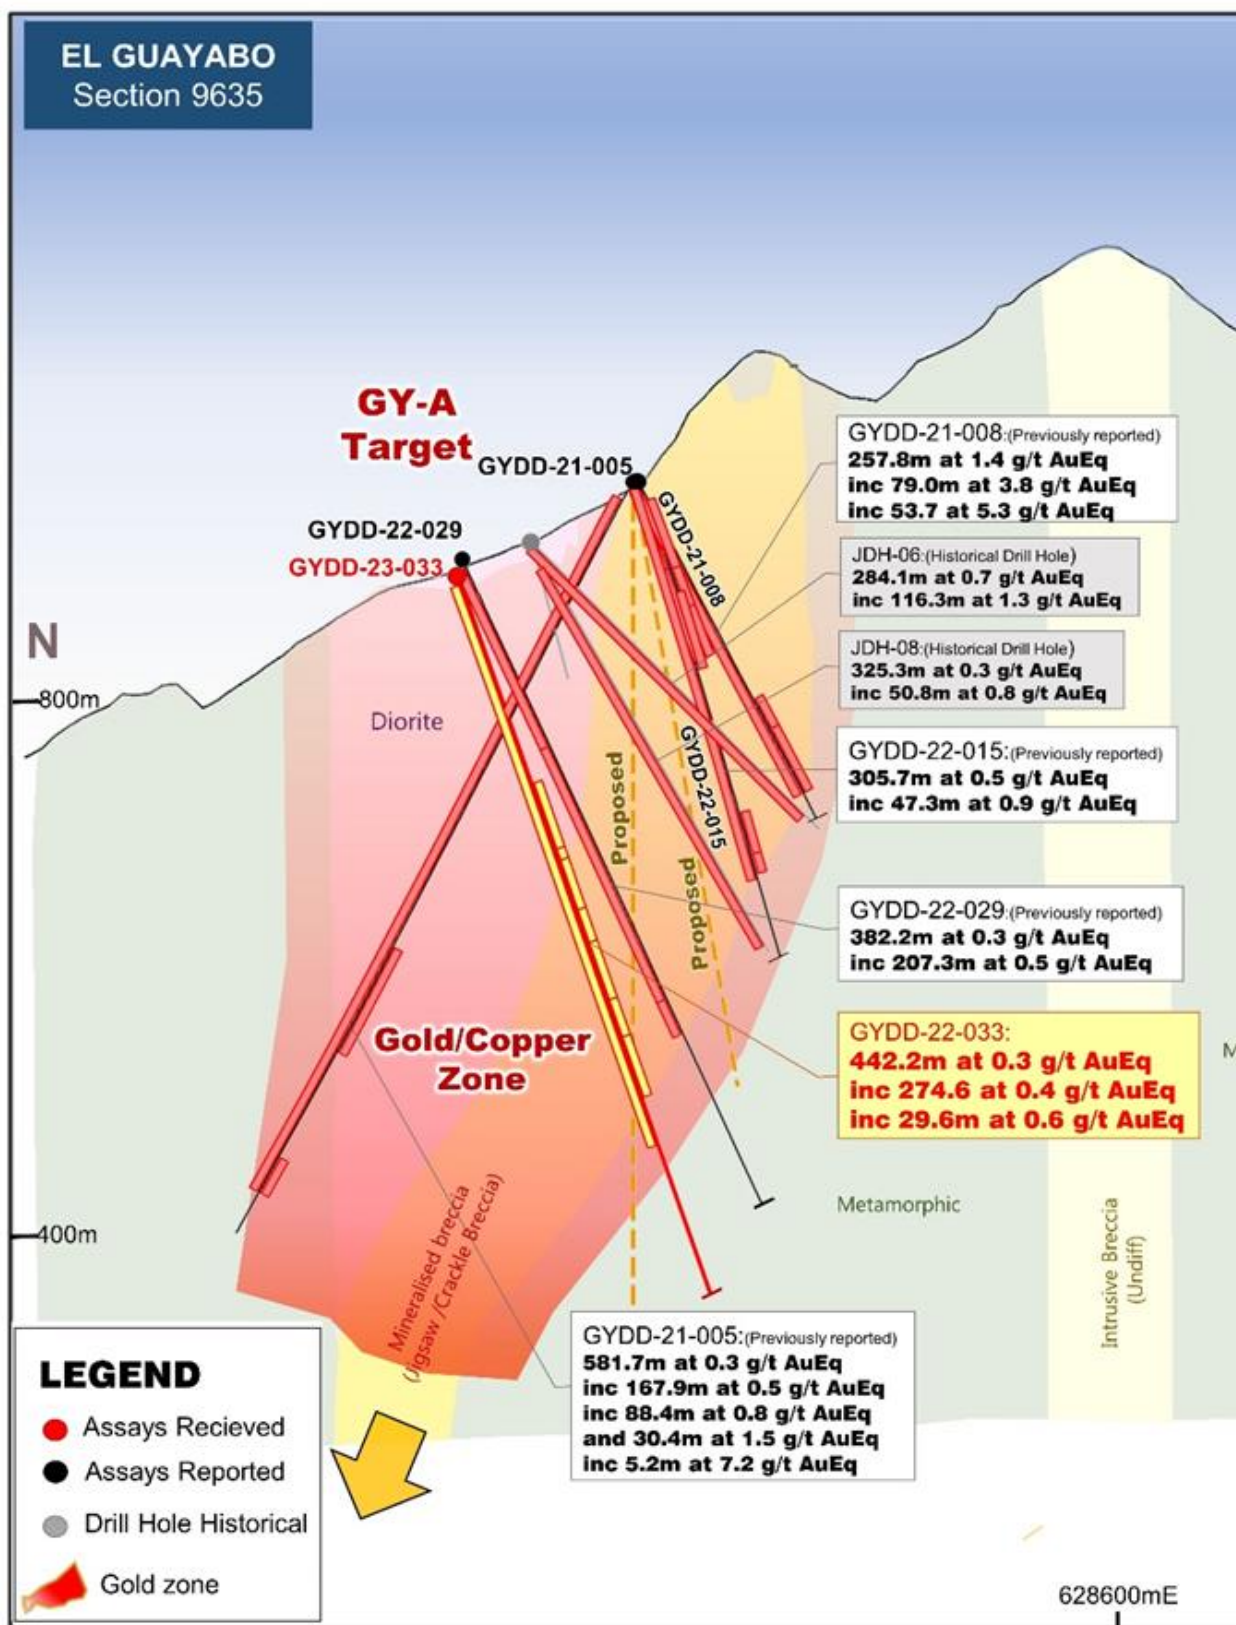 EL GUAYABO
Section 9635
GY-A
Target
GYDD-21-005
GYDD-22-029
GYDD-23-033
GYDD-21-008
N
800m
Diorite
GYDD-21-008:(Previously reported)
257.8m at 1.4 g/t AuEq
inc 79.0m at 3.8 g/t AuEq
inc 53.7 at 5.3 g/t AuEq
JDH-06:(Historical Drill Hole)
284.1m at 0.7 g/t AuEq
inc 116.3m at 1.3 g/t AuEq
JDH-08:(Historical Drill Hole)
325.3m at 0.3 g/t AuEq
inc 50.8m at 0.8 g/t AuEq
GYDD-22-015
Proposed
Proposed
GYDD-22-015:(Previously reported)
305.7m at 0.5 g/t AuEq
inc 47.3m at 0.9 g/t AuEq
GYDD-22-029:(Previously reported)
382.2m at 0.3 g/t AuEq
inc 207.3m at 0.5 g/t AuEq
Gold/Copper
Zone
GYDD-22-033:
442.2m at 0.3 g/t AuEq
inc 274.6 at 0.4 g/t AuEq
inc 29.6m at 0.6 g/t AuEq
M
Metamorphic
400m
Mineralised breccia
(Jigsaw /Crackle Breccia)
Intrusive Breccia
(Undiff)
GYDD-21-005:(Previously reported)
581.7m at 0.3 g/t AuEq
inc 167.9m at 0.5 g/t AuEq
inc 88.4m at 0.8 g/t AuEq
and 30.4m at 1.5 g/t AuEq
inc 5.2m at 7.2 g/t AuEq
LEGEND
Assays Recieved
Assays Reported
Drill Hole Historical
Gold zone
628600mE